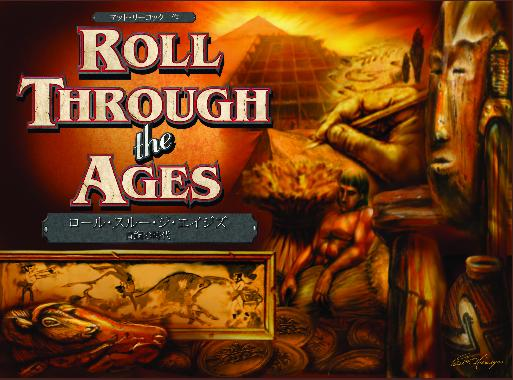 マット・リーコック 作
ROLL
THROUGH
the
AGES
ロール・スルー・ジ・エイジズ